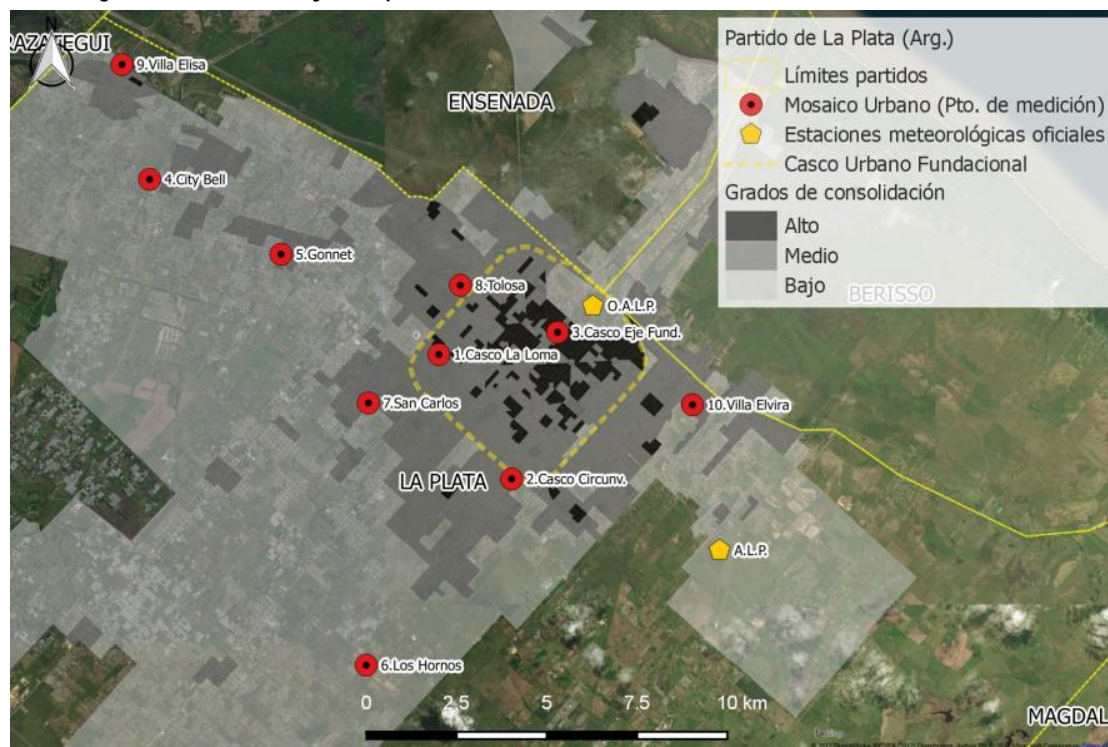 RAZATEGUI
N
9.Villa Elisa
ENSENADA
4.City Bell
5.Gonnet
8.Tolosa
O.A.L.P.
3.Casco Eje Fund.
1.Casco La Loma
7.San Carlos
10.Villa Elvira
LA PLATA
2.Casco Circunv.
A.L.P.
6.Los Hornos
0 2.5 5 7.5 10 km
MAGDAL
BERISSO
Partido de La Plata (Arg.)
Límites partidos
Mosaico Urbano (Pto. de medición)
Estaciones meteorológicas oficiales
Casco Urbano Fundacional
Grados de consolidación
Alto
Medio
Bajo